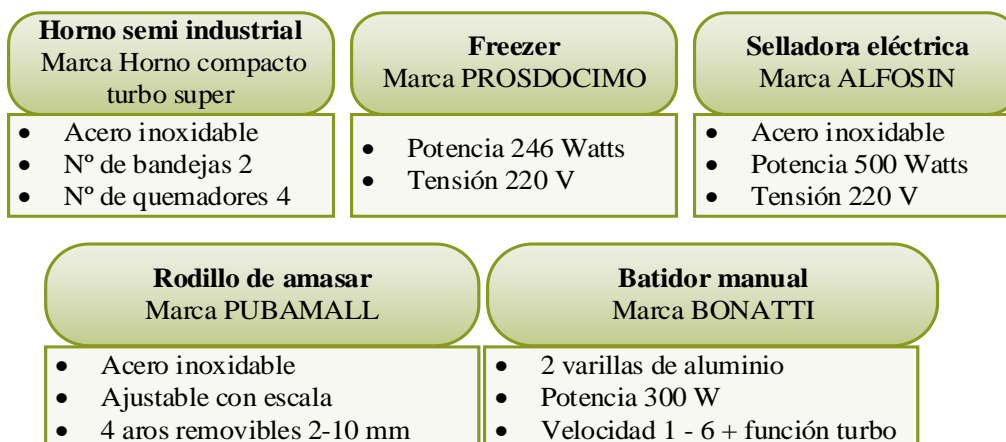 Horno semi industrial
Marca Horno compacto
turbo super
• Acero inoxidable
• Nº de bandejas 2
• Nº de quemadores 4
Freezer
Marca PROSDOCIMO
• Potencia 246 Watts
• Tensión 220 V
Selladora eléctrica
Marca ALFOSIN
• Acero inoxidable
• Potencia 500 Watts
• Tensión 220 V
Rodillo de amasar
Marca PUBAMALL
• Acero inoxidable
• Ajustable con escala
• 4 aros removibles 2-10 mm
Batidor manual
Marca BONATTI
• 2 varillas de aluminio
• Potencia 300 W
• Velocidad 1 - 6 + función turbo